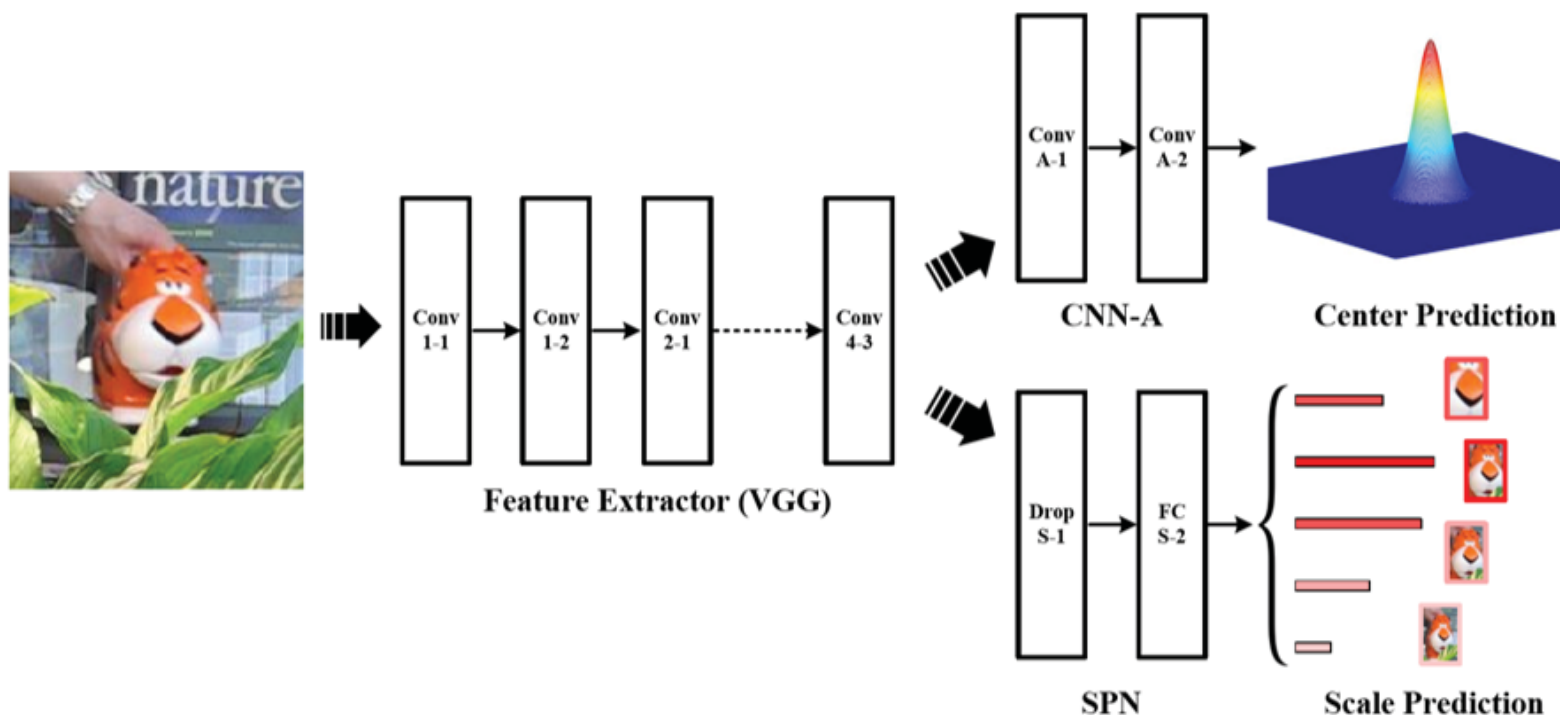 nature
Conv
1-1
Conv
1-2
Conv
2-1
Conv
4-3
Feature Extractor (VGG)
Conv
A-1
Conv
A-2
CNN-A
Center Prediction
Drop
S-1
FC
S-2
SPN
Scale Prediction